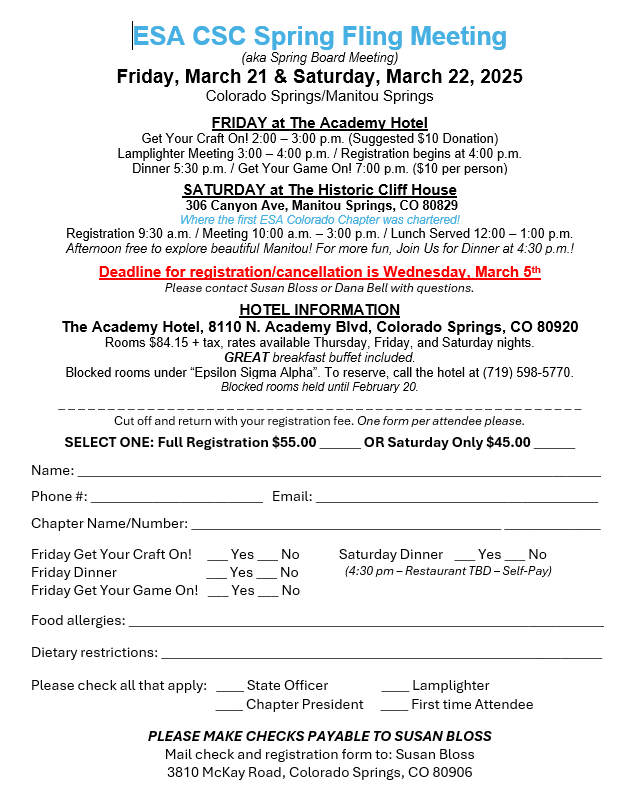 ESA CSC Spring Fling Meeting
(aka Spring Board Meeting)
Friday, March 21 & Saturday, March 22, 2025
Colorado Springs/Manitou Springs
FRIDAY at The Academy Hotel
Get Your Craft On! 2:00 – 3:00 p.m. (Suggested $10 Donation)
Lamplighter Meeting 3:00 – 4:00 p.m. / Registration begins at 4:00 p.m.
Dinner 5:30 p.m. / Get Your Game On! 7:00 p.m. ($10 per person)
SATURDAY at The Historic Cliff House
306 Canyon Ave, Manitou Springs, CO 80829
Where the first ESA Colorado Chapter was chartered!
Registration 9:30 a.m. / Meeting 10:00 a.m. – 3:00 p.m. / Lunch Served 12:00 – 1:00 p.m.
Afternoon free to explore beautiful Manitou! For more fun, Join Us for Dinner at 4:30 p.m.!
Deadline for registration/cancellation is Wednesday, March 5th
Please contact Susan Bloss or Dana Bell with questions.
HOTEL INFORMATION
The Academy Hotel, 8110 N. Academy Blvd, Colorado Springs, CO 80920
Rooms $84.15 + tax, rates available Thursday, Friday, and Saturday nights.
GREAT breakfast buffet included.
Blocked rooms under “Epsilon Sigma Alpha”. To reserve, call the hotel at (719) 598-5770.
Blocked rooms held until February 20.
Cut off and return with your registration fee. One form per attendee please.
SELECT ONE: Full Registration $55.00 ______ OR Saturday Only $45.00 ______
Name: ______
Phone #: ______ Email: ______
Chapter Name/Number: ______ ______
Friday Get Your Craft On! ___ Yes ___ No Saturday Dinner ___ Yes ___ No
Friday Dinner ___ Yes ___ No (4:30 pm – Restaurant TBD – Self-Pay)
Friday Get Your Game On! ___ Yes ___ No
Food allergies: ______
Dietary restrictions: ______
Please check all that apply: ____ State Officer ____ Lamplighter
____ Chapter President ____ First time Attendee
PLEASE MAKE CHECKS PAYABLE TO SUSAN BLOSS
Mail check and registration form to: Susan Bloss
3810 McKay Road, Colorado Springs, CO 80906